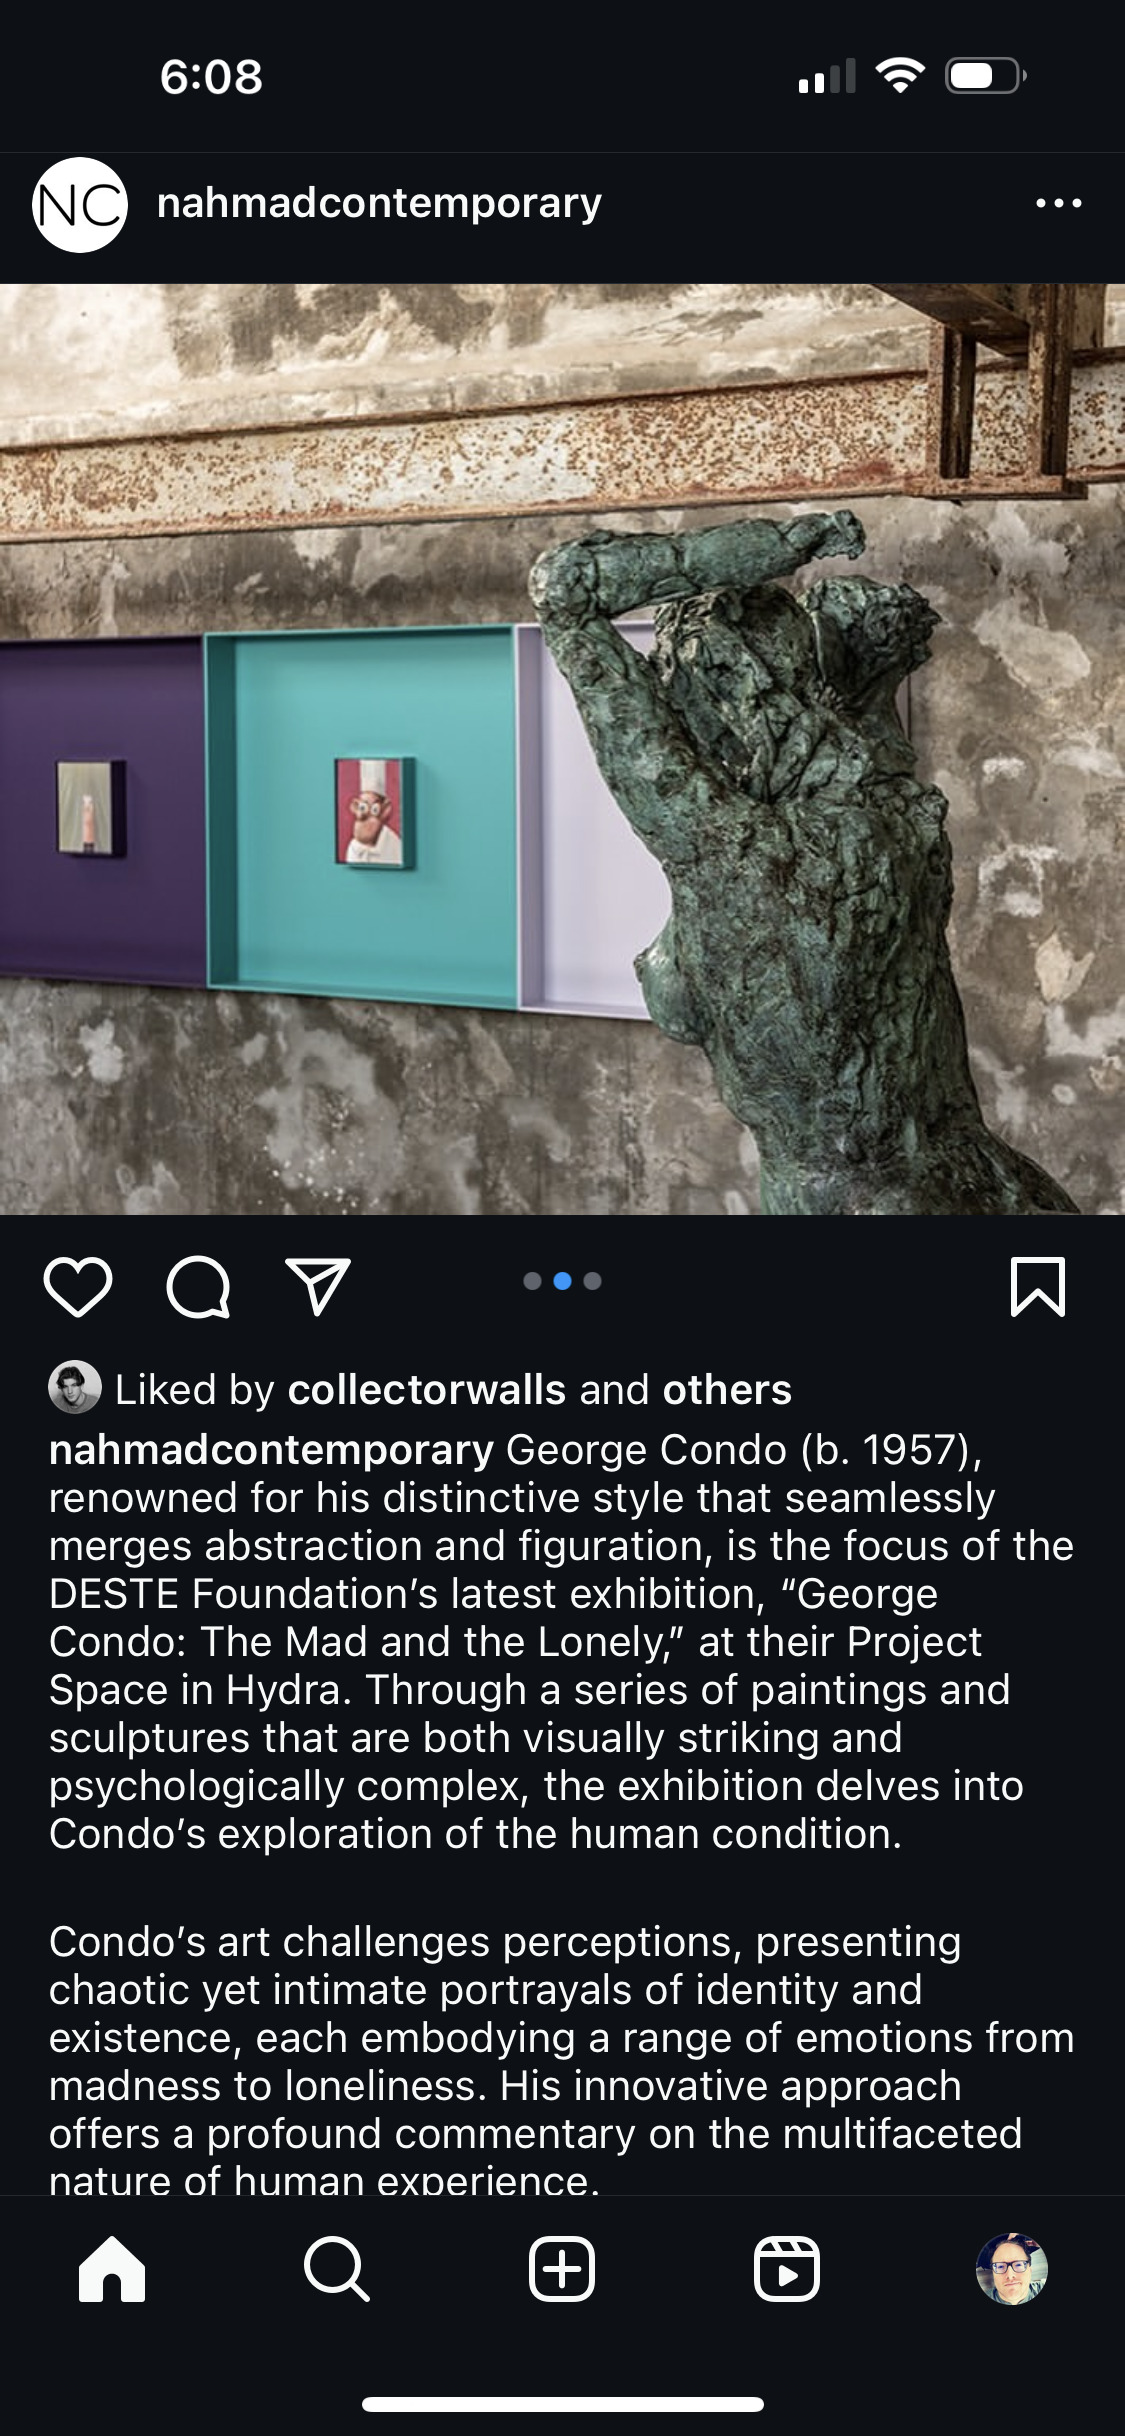 6:08
NC
nahmadcontemporary
Liked by collectorwalls and others
nahmadcontemporary George Condo (b. 1957),
renowned for his distinctive style that seamlessly
merges abstraction and figuration, is the focus of the
DESTE Foundation’s latest exhibition, “George
Condo: The Mad and the Lonely,” at their Project
Space in Hydra. Through a series of paintings and
sculptures that are both visually striking and
psychologically complex, the exhibition delves into
Condo’s exploration of the human condition.
Condo’s art challenges perceptions, presenting
chaotic yet intimate portrayals of identity and
existence, each embodying a range of emotions from
madness to loneliness. His innovative approach
offers a profound commentary on the multifaceted
nature of human experience.